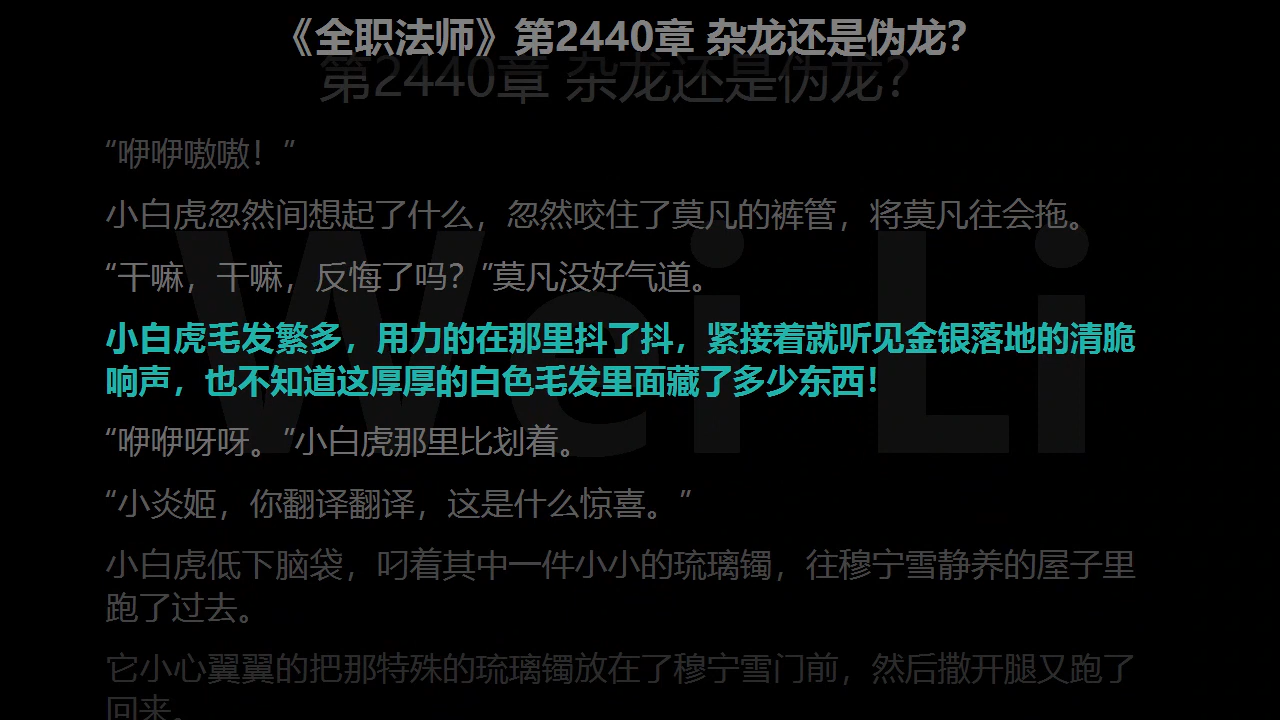 《全职法师》第2440章 杂龙还是伪龙？
第2440章 杂龙还是伪龙？
“咿咿嗷嗷！”
小白虎忽然间想起了什么，忽然咬住了莫凡的裤管，将莫凡往会拖。
“干嘛，干嘛，反悔了吗？”莫凡没好气道。
小白虎毛发繁多，用力的在那里抖了抖，紧接着就听见金银落地的清脆
响声，也不知道这厚厚的白色毛发里面藏了多少东西！
“咿咿呀呀。”小白虎那里比划着。
“小炎姬，你翻译翻译，这是什么惊喜。”
小白虎低下脑袋，叼着其中一件小小的琉璃镯，往穆宁雪静养的屋子里
跑了过去。
它小心翼翼的把那特殊的琉璃镯放在了穆宁雪门前，然后撒开腿又跑了
回来。
Wei Li